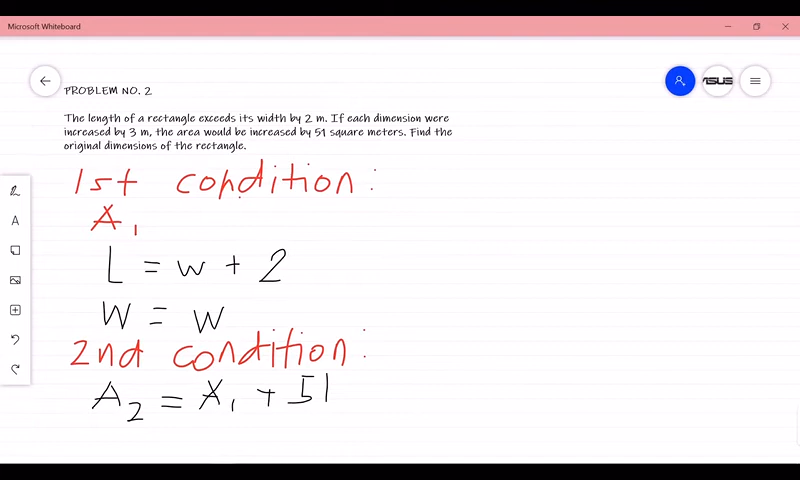 Microsoft Whiteboard
PROBLEM NO. 2
ASUS
The length of a rectangle exceeds its width by 2 m. If each dimension were
increased by 3 m, the area would be increased by 51 square meters. Find the
original dimensions of the rectangle.
1st condition:
A₁
L = w + 2
W = w
2nd condition:
A₂ = A₁ + 51
A